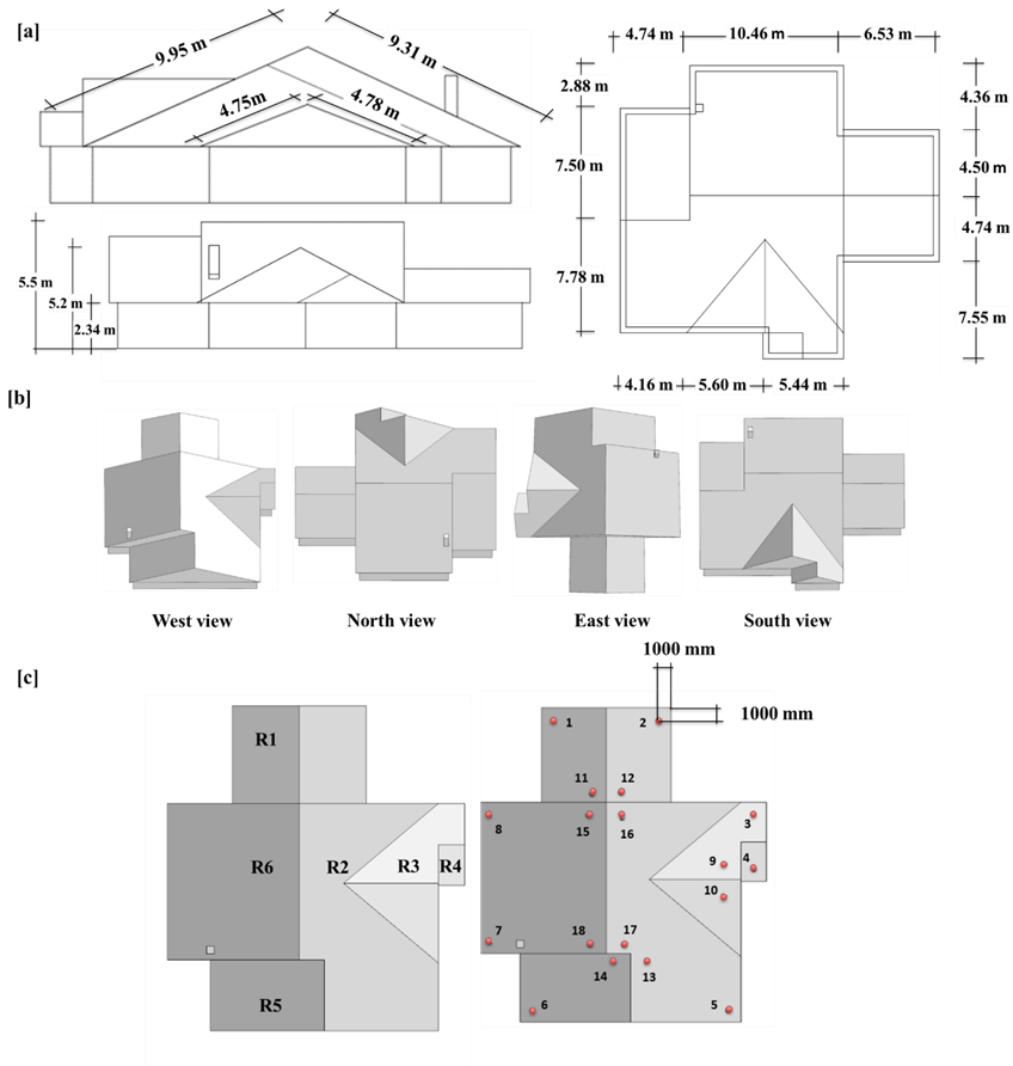 [a]
9.95 m
9.31 m
4.75m
4.78 m
5.5 m
5.2 m
2.34 m
4.74 m
10.46 m
6.53 m
2.88 m
7.50 m
7.78 m
4.36 m
4.50 m
4.74 m
7.55 m
4.16 m
5.60 m
5.44 m
[b]
West view
North view
East view
South view
[c]
1000 mm
1000 mm
R1
R6
R2
R3
R4
R5
1
2
11
12
8
15
16
3
9
4
10
7
18
17
14
13
6
5